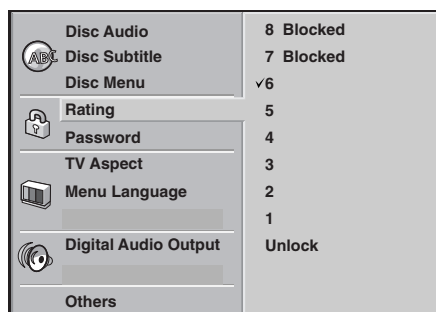 ABC
Disc Audio
Disc Subtitle
Disc Menu
Rating
Password
TV Aspect
Menu Language
Digital Audio Output
Others
8 Blocked
7 Blocked
✓6
5
4
3
2
1
Unlock